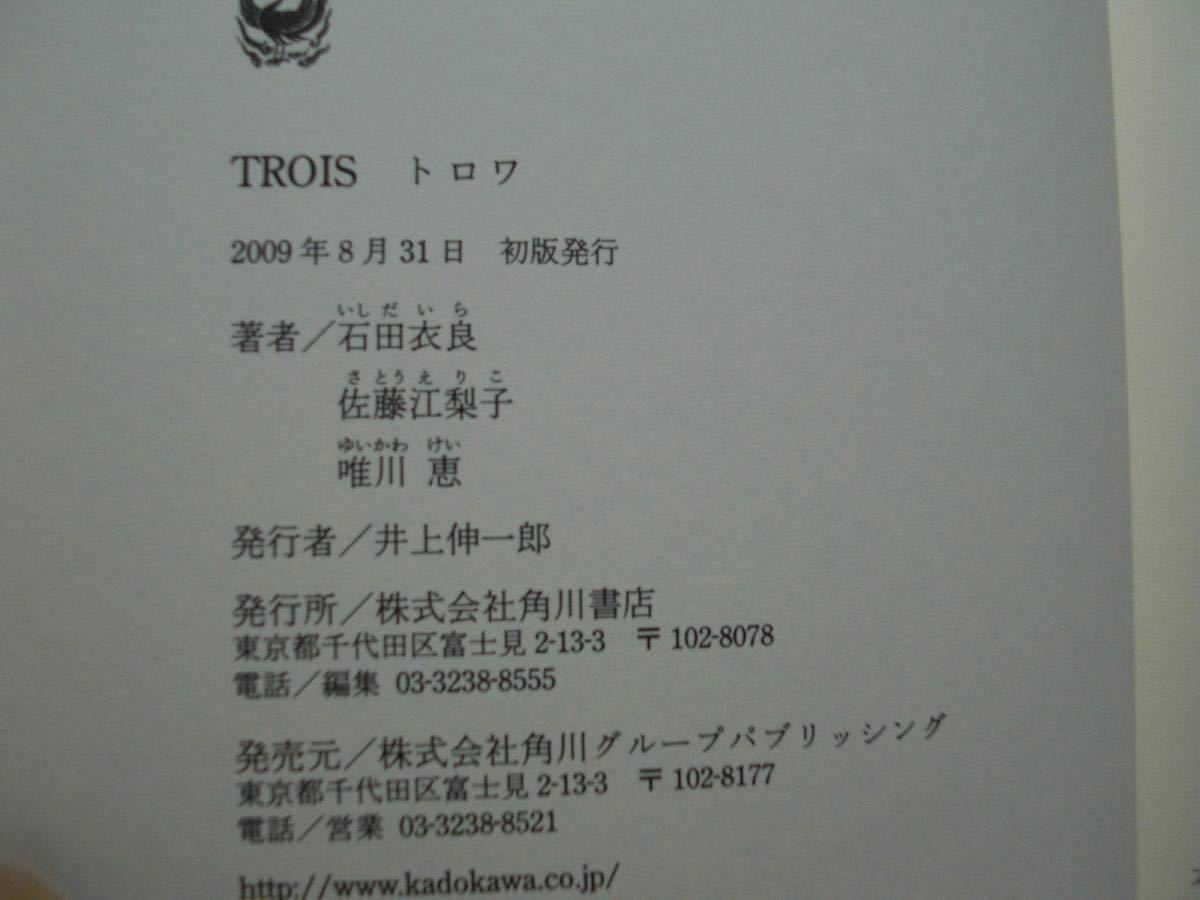 TROIS トロワ
2009年8月31日 初版発行
いしだいら
著者／石田衣良
さとうえりこ
佐藤江梨子
ゆいかわ けい
唯川 恵
発行者／井上伸一郎
発行所／株式会社角川書店
東京都千代田区富士見2-13-3 〒102-8078
電話／編集 03-3238-8555
発売元／株式会社角川グループパブリッシング
東京都千代田区富士見2-13-3 〒102-8177
電話／営業 03-3238-8521
http://www.kadokawa.co.jp/